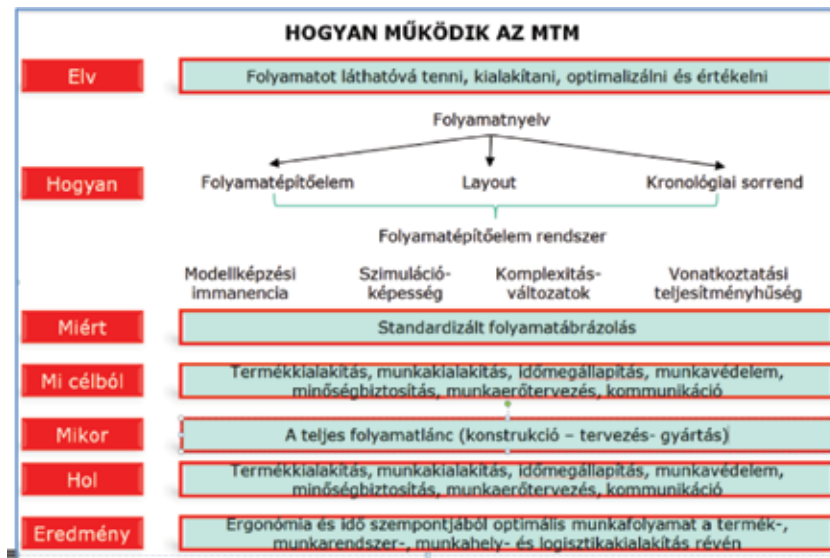 HOGYAN MŰKÖDIK AZ MTM
Elv
Folyamatot láthatóvá tenni, kialakítani, optimalizálni és értékelni
Folyamatnyelv
Hogyan
Folyamatépítőelem Layout Kronológiai sorrend
Folyamatépítőelem rendszer
Modellképzési Szimuláció- Komplexitás- Vonatkoztatási
immanencia képesség változatok teljesítményhűség
Miért
Standardizált folyamatábrázolás
Mi célból
Termékkialakítás, munkakialakítás, időmegállapítás, munkavédelem,
minőségbiztosítás, munkaerőtervezés, kommunikáció
Mikor
A teljes folyamatlánc (konstrukció – tervezés- gyártás)
Hol
Termékkialakítás, munkakialakítás, időmegállapítás, munkavédelem,
minőségbiztosítás, munkaerőtervezés, kommunikáció
Eredmény
Ergonómia és idő szempontjából optimális munkafolyamat a termék-,
munkarendszer-, munkahely- és logisztikakialakítás révén